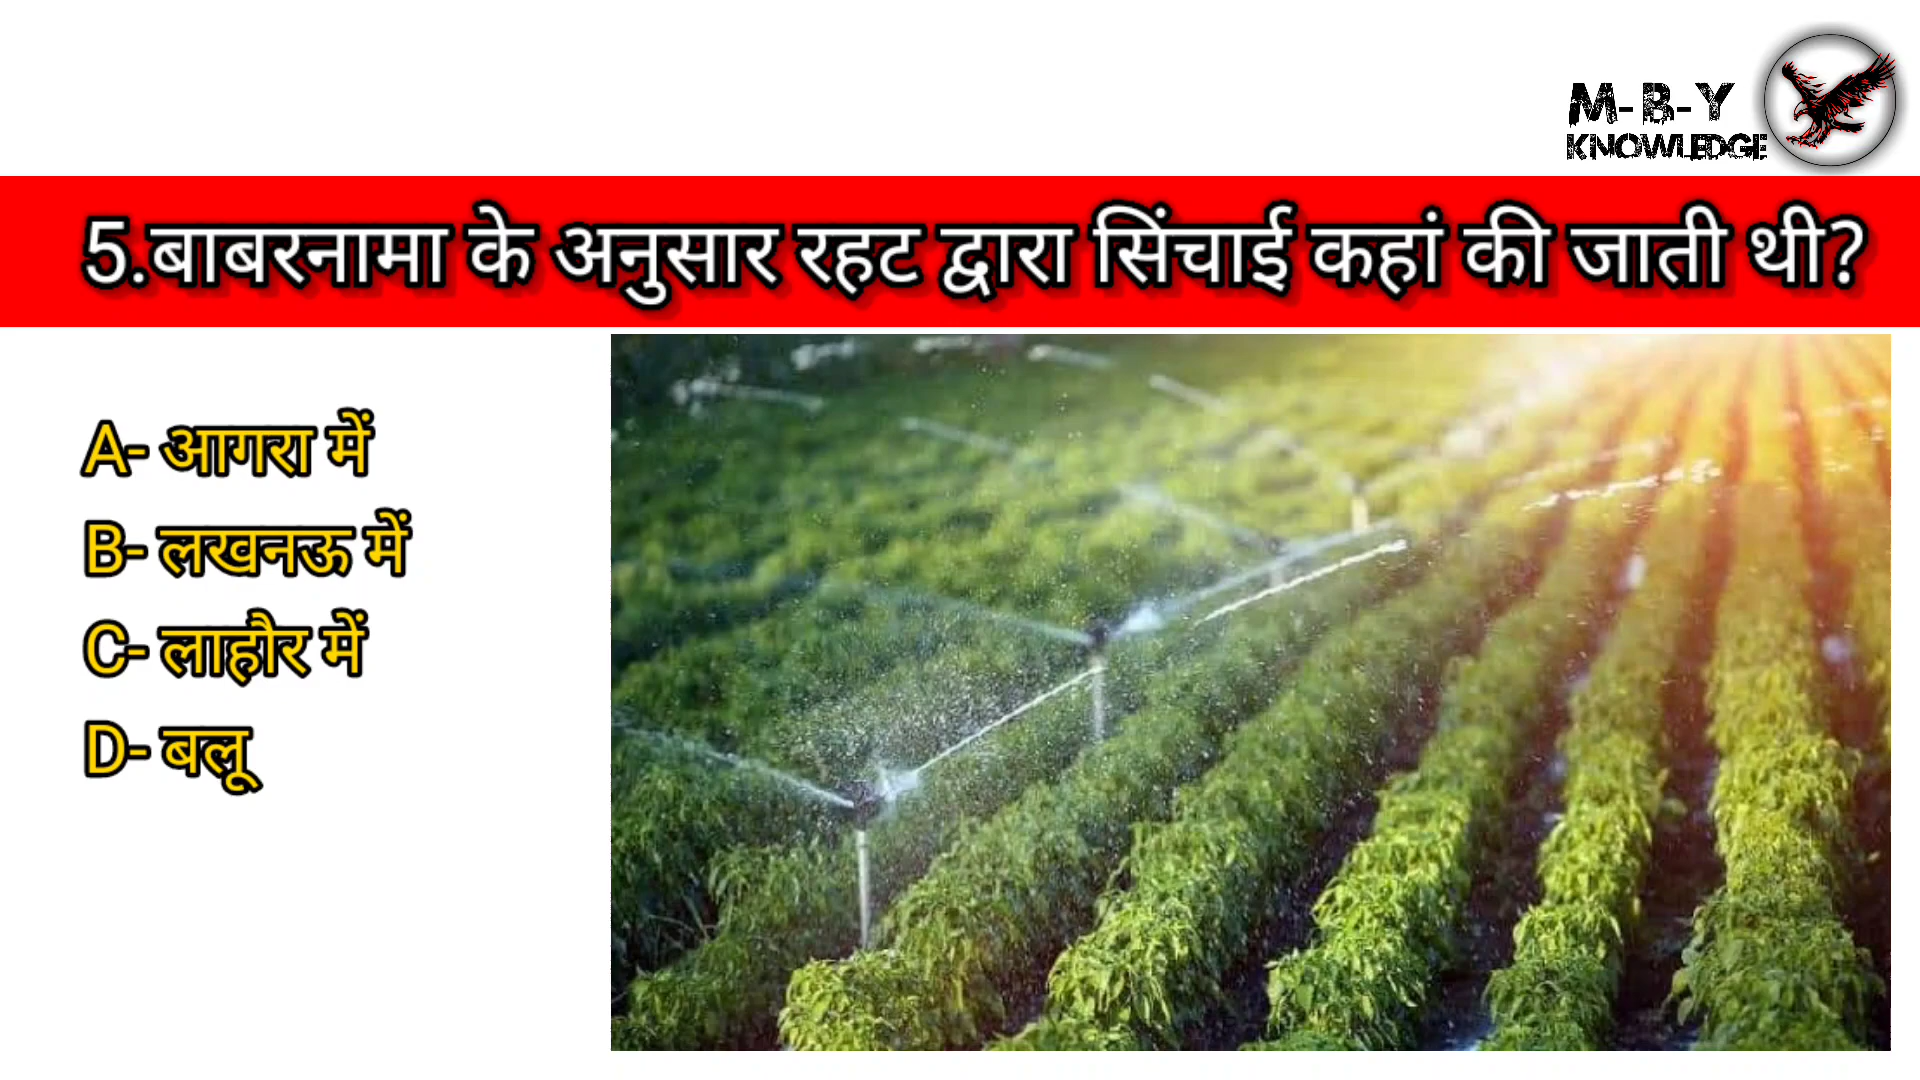 M-B-Y
KNOWLEDGE
5.बाबरनामा के अनुसार रहट द्वारा सिंचाई कहां की जाती थी?
A- आगरा में
B- लखनऊ में
C- लाहौर में
D- बलू